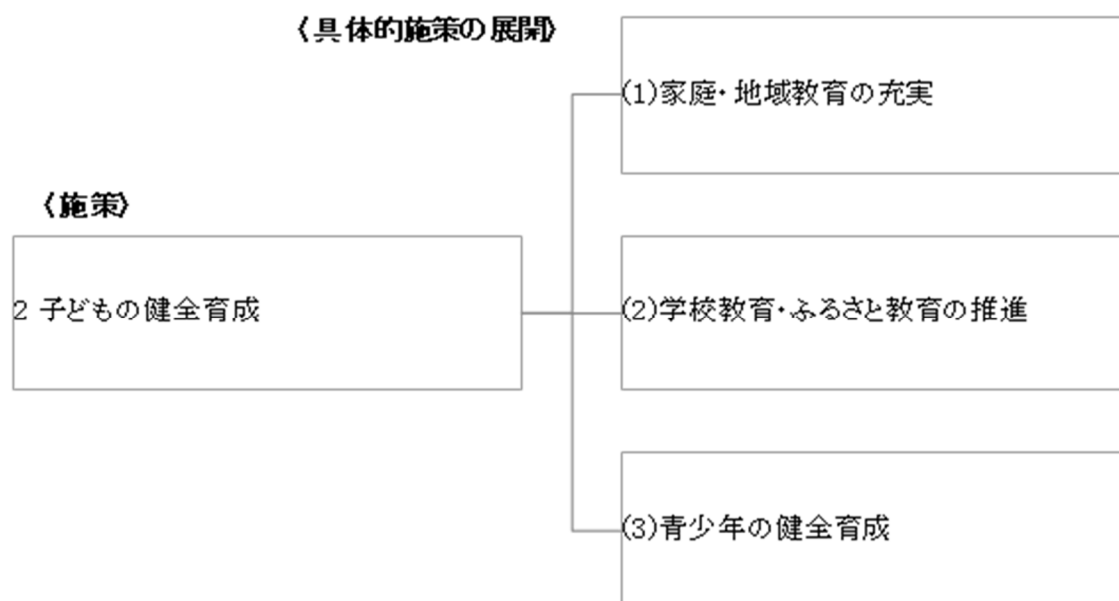 〈具体的施策の展開〉
(1)家庭・地域教育の充実
〈施策〉
2 子どもの健全育成
(2)学校教育・ふるさと教育の推進
(3)青少年の健全育成